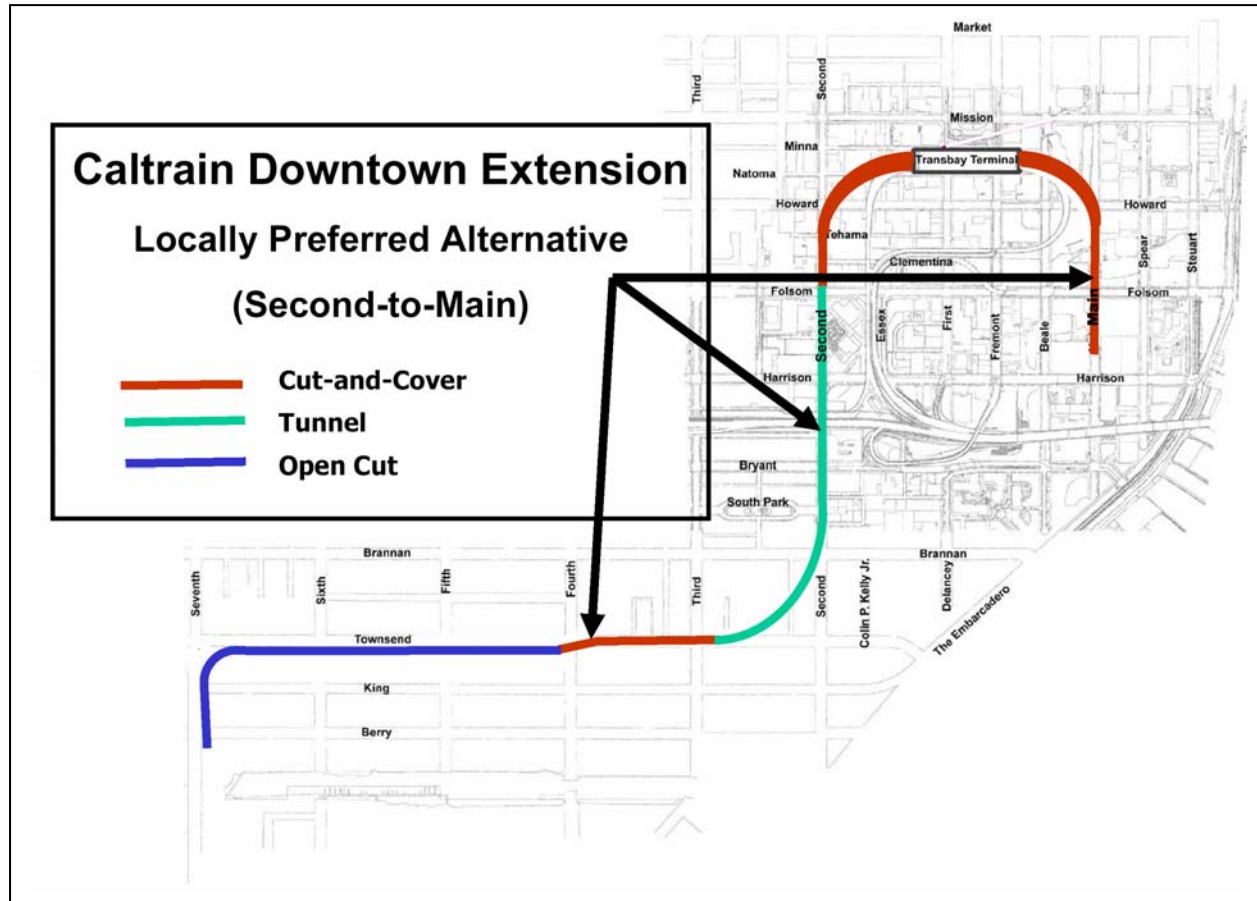 Market
Third
Second
Mission
Minna
Transbay Terminal
Natoma
Howard
Howard
Tehama
Spear
Steuart
Clementina
Folsom
Folsom
Second
Essex
First
Fremont
Beale
Main
Harrison
Harrison
Bryant
South Park
Caltrain Downtown Extension
Locally Preferred Alternative
(Second-to-Main)
Cut-and-Cover
Tunnel
Open Cut
Brannan
Brannan
Seventh
Sixth
Fifth
Fourth
Third
Second
Colin P. Kelly Jr.
Delancey
The Embarcadero
Townsend
King
Berry